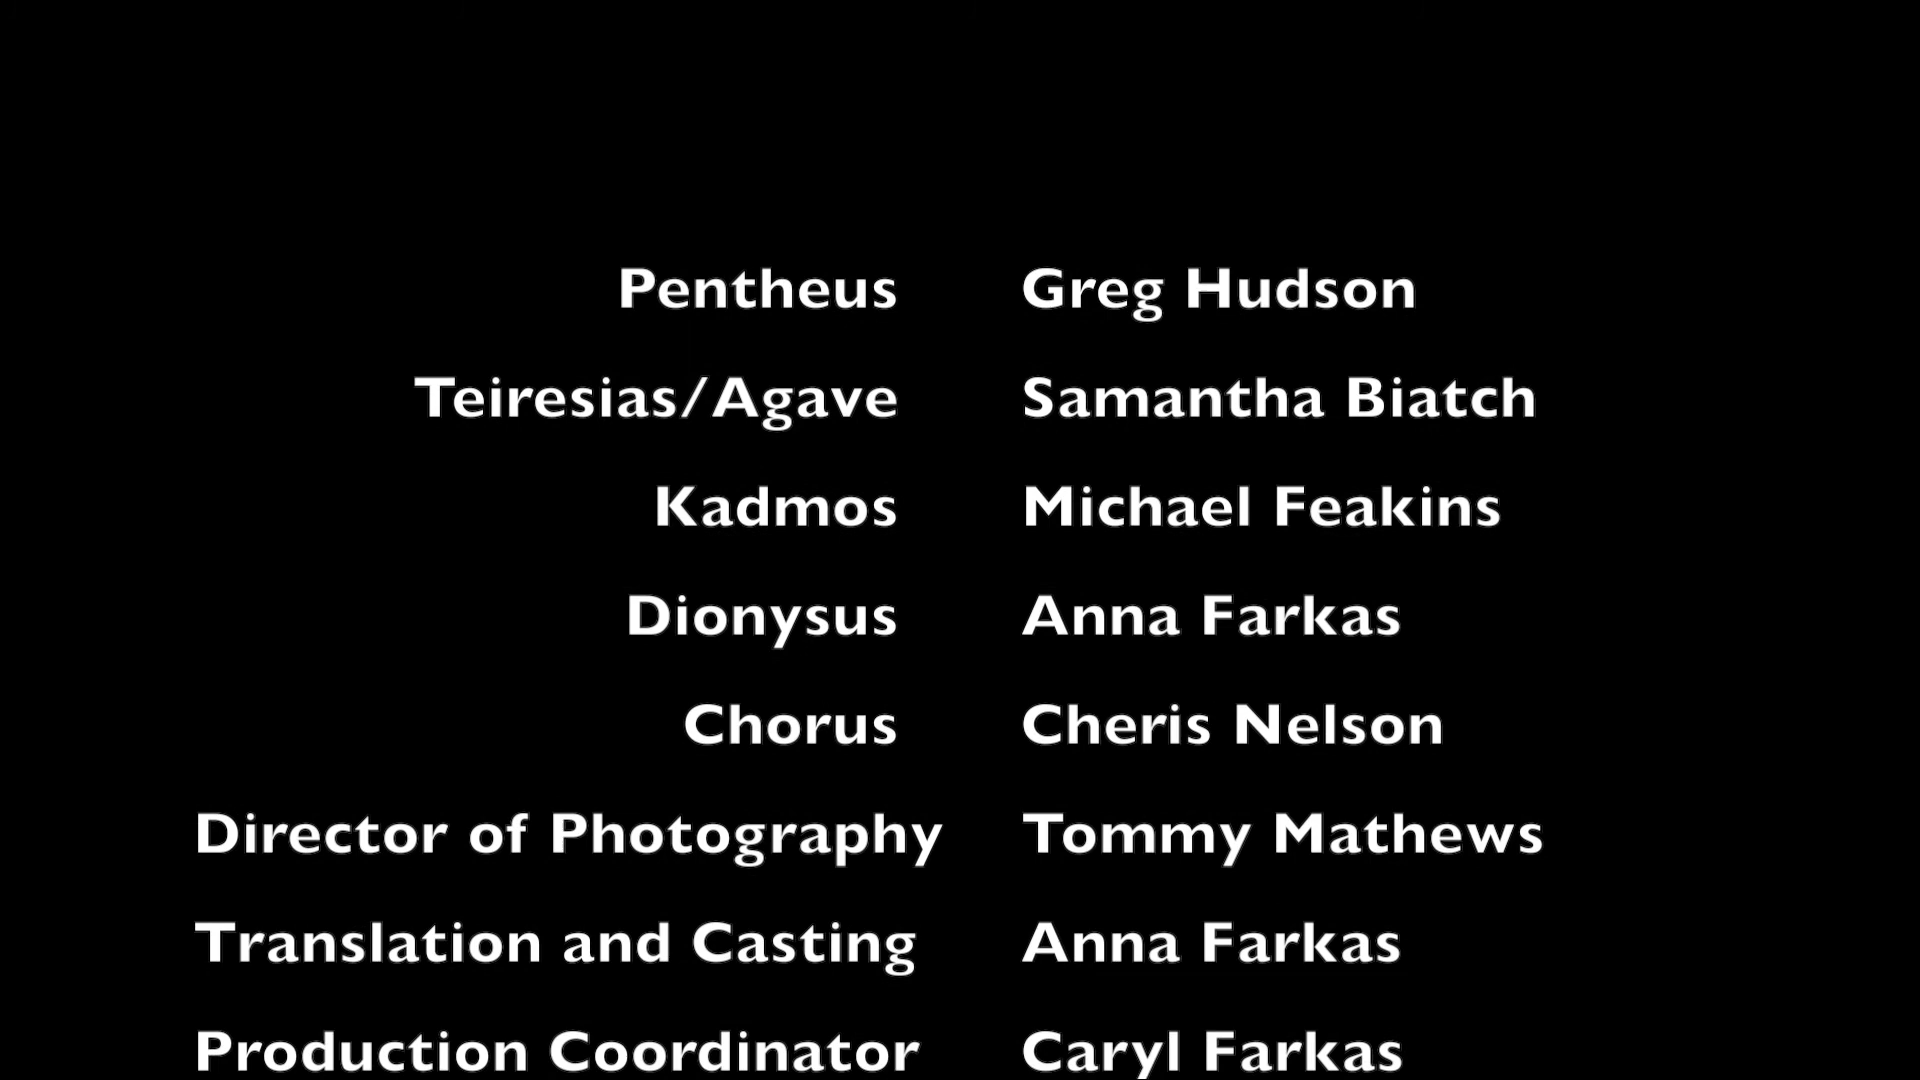 Pentheus Greg Hudson
Teiresias/Agave Samantha Biatch
Kadmos Michael Feakins
Dionysus Anna Farkas
Chorus Cheris Nelson
Director of Photography Tommy Mathews
Translation and Casting Anna Farkas
Production Coordinator Caryl Farkas